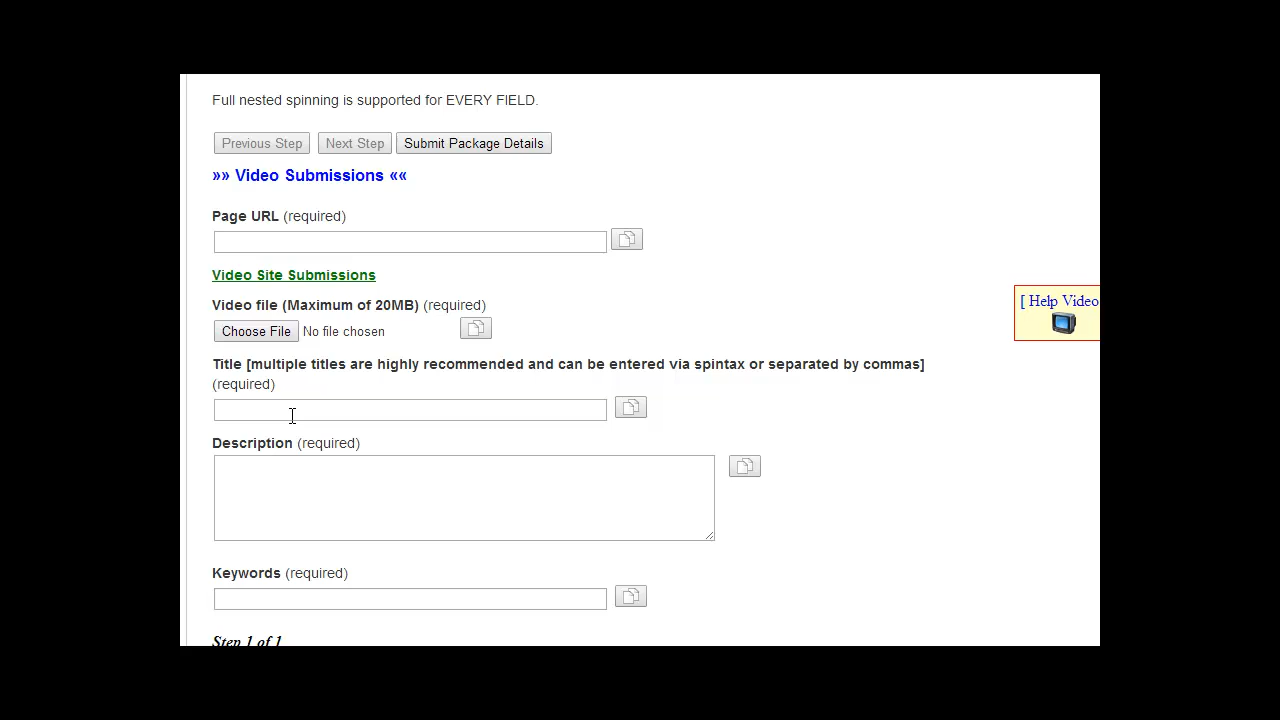 Full nested spinning is supported for EVERY FIELD.
Previous Step Next Step Submit Package Details
»» Video Submissions ««
Page URL (required)
Video Site Submissions
[ Help Video
Video file (Maximum of 20MB) (required)
Choose File No file chosen
Title [multiple titles are highly recommended and can be entered via spintax or separated by commas]
(required)
Description (required)
Keywords (required)
Step 1 of 1